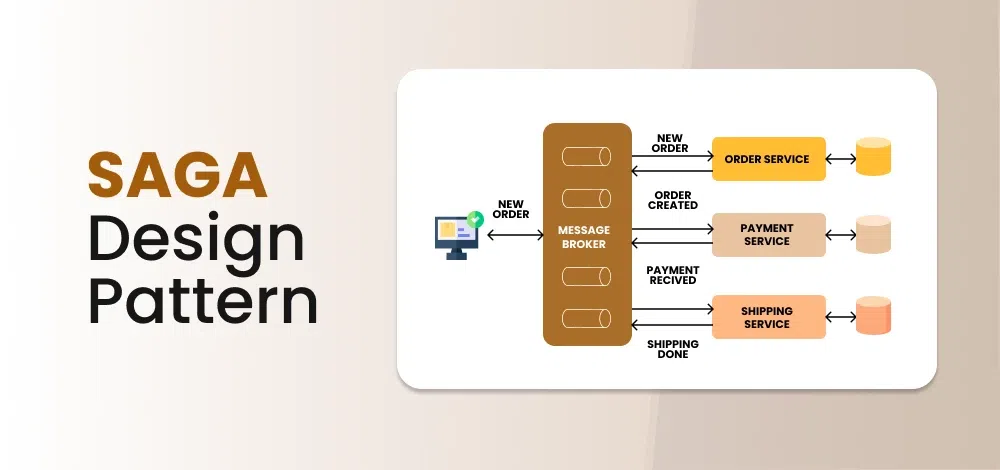 SAGA
Design
Pattern
NEW
ORDER
MESSAGE
BROKER
NEW
ORDER
ORDER SERVICE
ORDER
CREATED
PAYMENT
SERVICE
PAYMENT
RECIVED
SHIPPING
SERVICE
SHIPPING
DONE